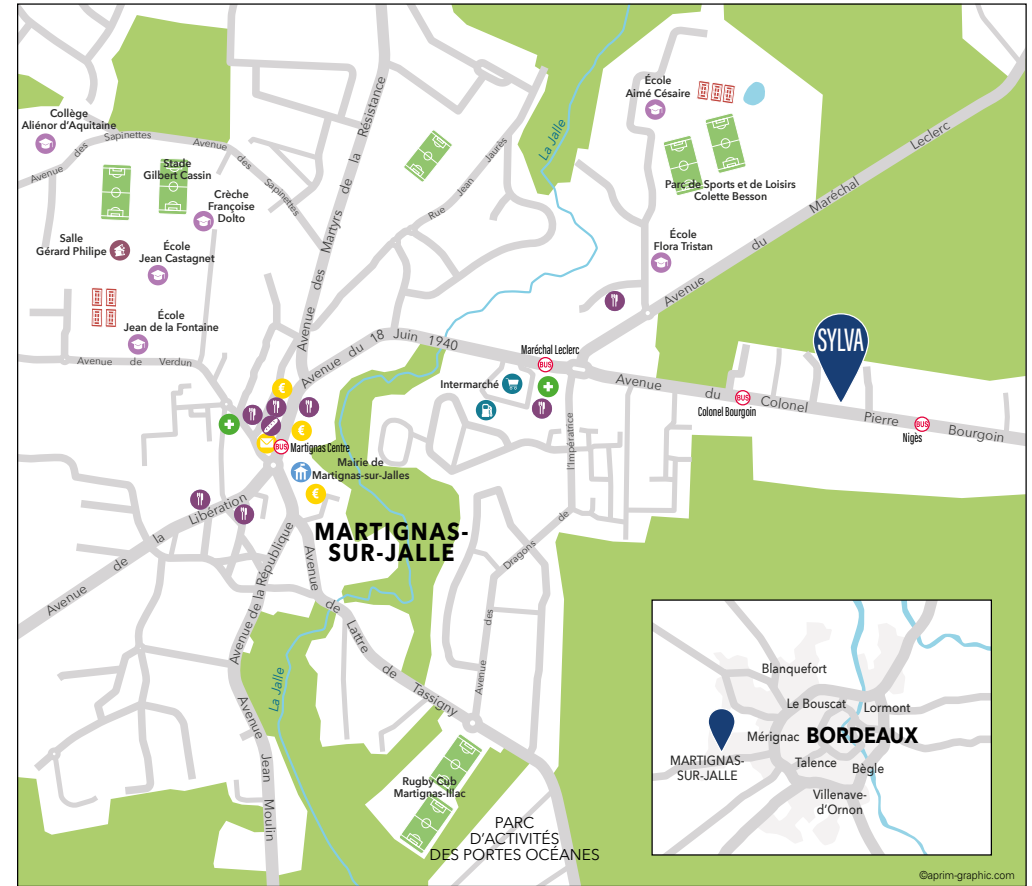 Collège
Aliénor d'Aquitaine
Avenue des Sapinettes
Avenue des Sapinettes
Stade
Gilbert Cassin
Crèche
Françoise
Dolto
Salle
Gérard Philipe
École
Jean Castagnet
École
Jean de la Fontaine
Avenue de Verdun
Avenue des Martyrs de la Résistance
Rue Jean Jaurès
La Jalle
École
Aimé Césaire
Parc de Sports et de Loisirs
Colette Besson
École
Flora Tristan
Avenue du Maréchal Leclerc
Avenue du 18 Juin 1940
Maréchal Leclerc
BUS
Intermarché
SYLVA
Avenue du Colonel Pierre Bourgoin
BUS
Colonel Bourgoin
BUS
Nigès
€
€
BUS
Martignas Centre
Mairie de
Martignas-sur-Jalles
€
MARTIGNAS-
SUR-JALLE
Avenue de la Libération
Avenue de la République
Avenue de Lattre de Tassigny
Avenue des Dragons de l'Impératrice
La Jalle
Avenue Jean Moulin
Rugby Cub
Martignas-Illac
PARC
D'ACTIVITÉS
DES PORTES OCÉANES
Blanquefort
Le Bouscat
Lormont
Mérignac
BORDEAUX
MARTIGNAS-
SUR-JALLE
Talence
Bègle
Villenave-
d'Ornon
©aprim-graphic.com